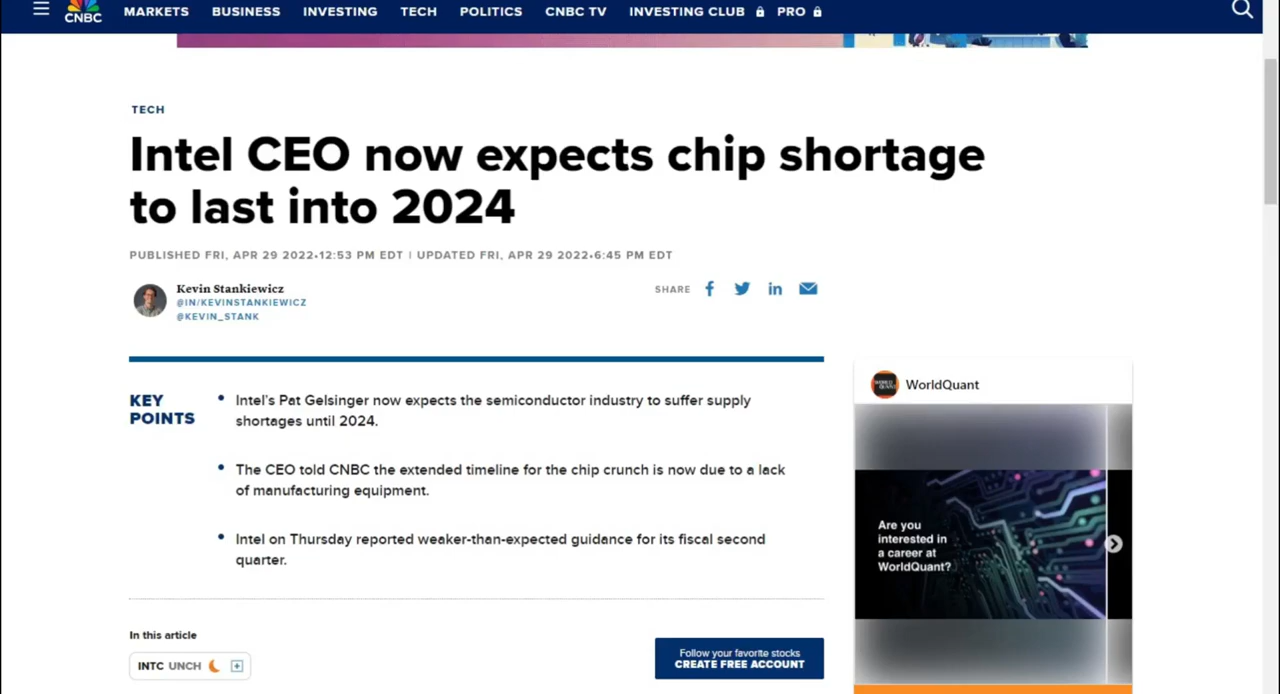 CNBC
MARKETS BUSINESS INVESTING TECH POLITICS CNBC TV INVESTING CLUB PRO
TECH
Intel CEO now expects chip shortage
to last into 2024
PUBLISHED FRI, APR 29 2022•12:53 PM EDT | UPDATED FRI, APR 29 2022•6:45 PM EDT
Kevin Stankiewicz
@IN/KEVINSTANKIEWICZ
@KEVIN_STANK
SHARE
KEY
POINTS
• Intel's Pat Gelsinger now expects the semiconductor industry to suffer supply
shortages until 2024.
• The CEO told CNBC the extended timeline for the chip crunch is now due to a lack
of manufacturing equipment.
• Intel on Thursday reported weaker-than-expected guidance for its fiscal second
quarter.
In this article
INTC UNCH
Follow your favorite stocks
CREATE FREE ACCOUNT
WORLD
QUANT
WorldQuant
Are you
interested in
a career at
WorldQuant?